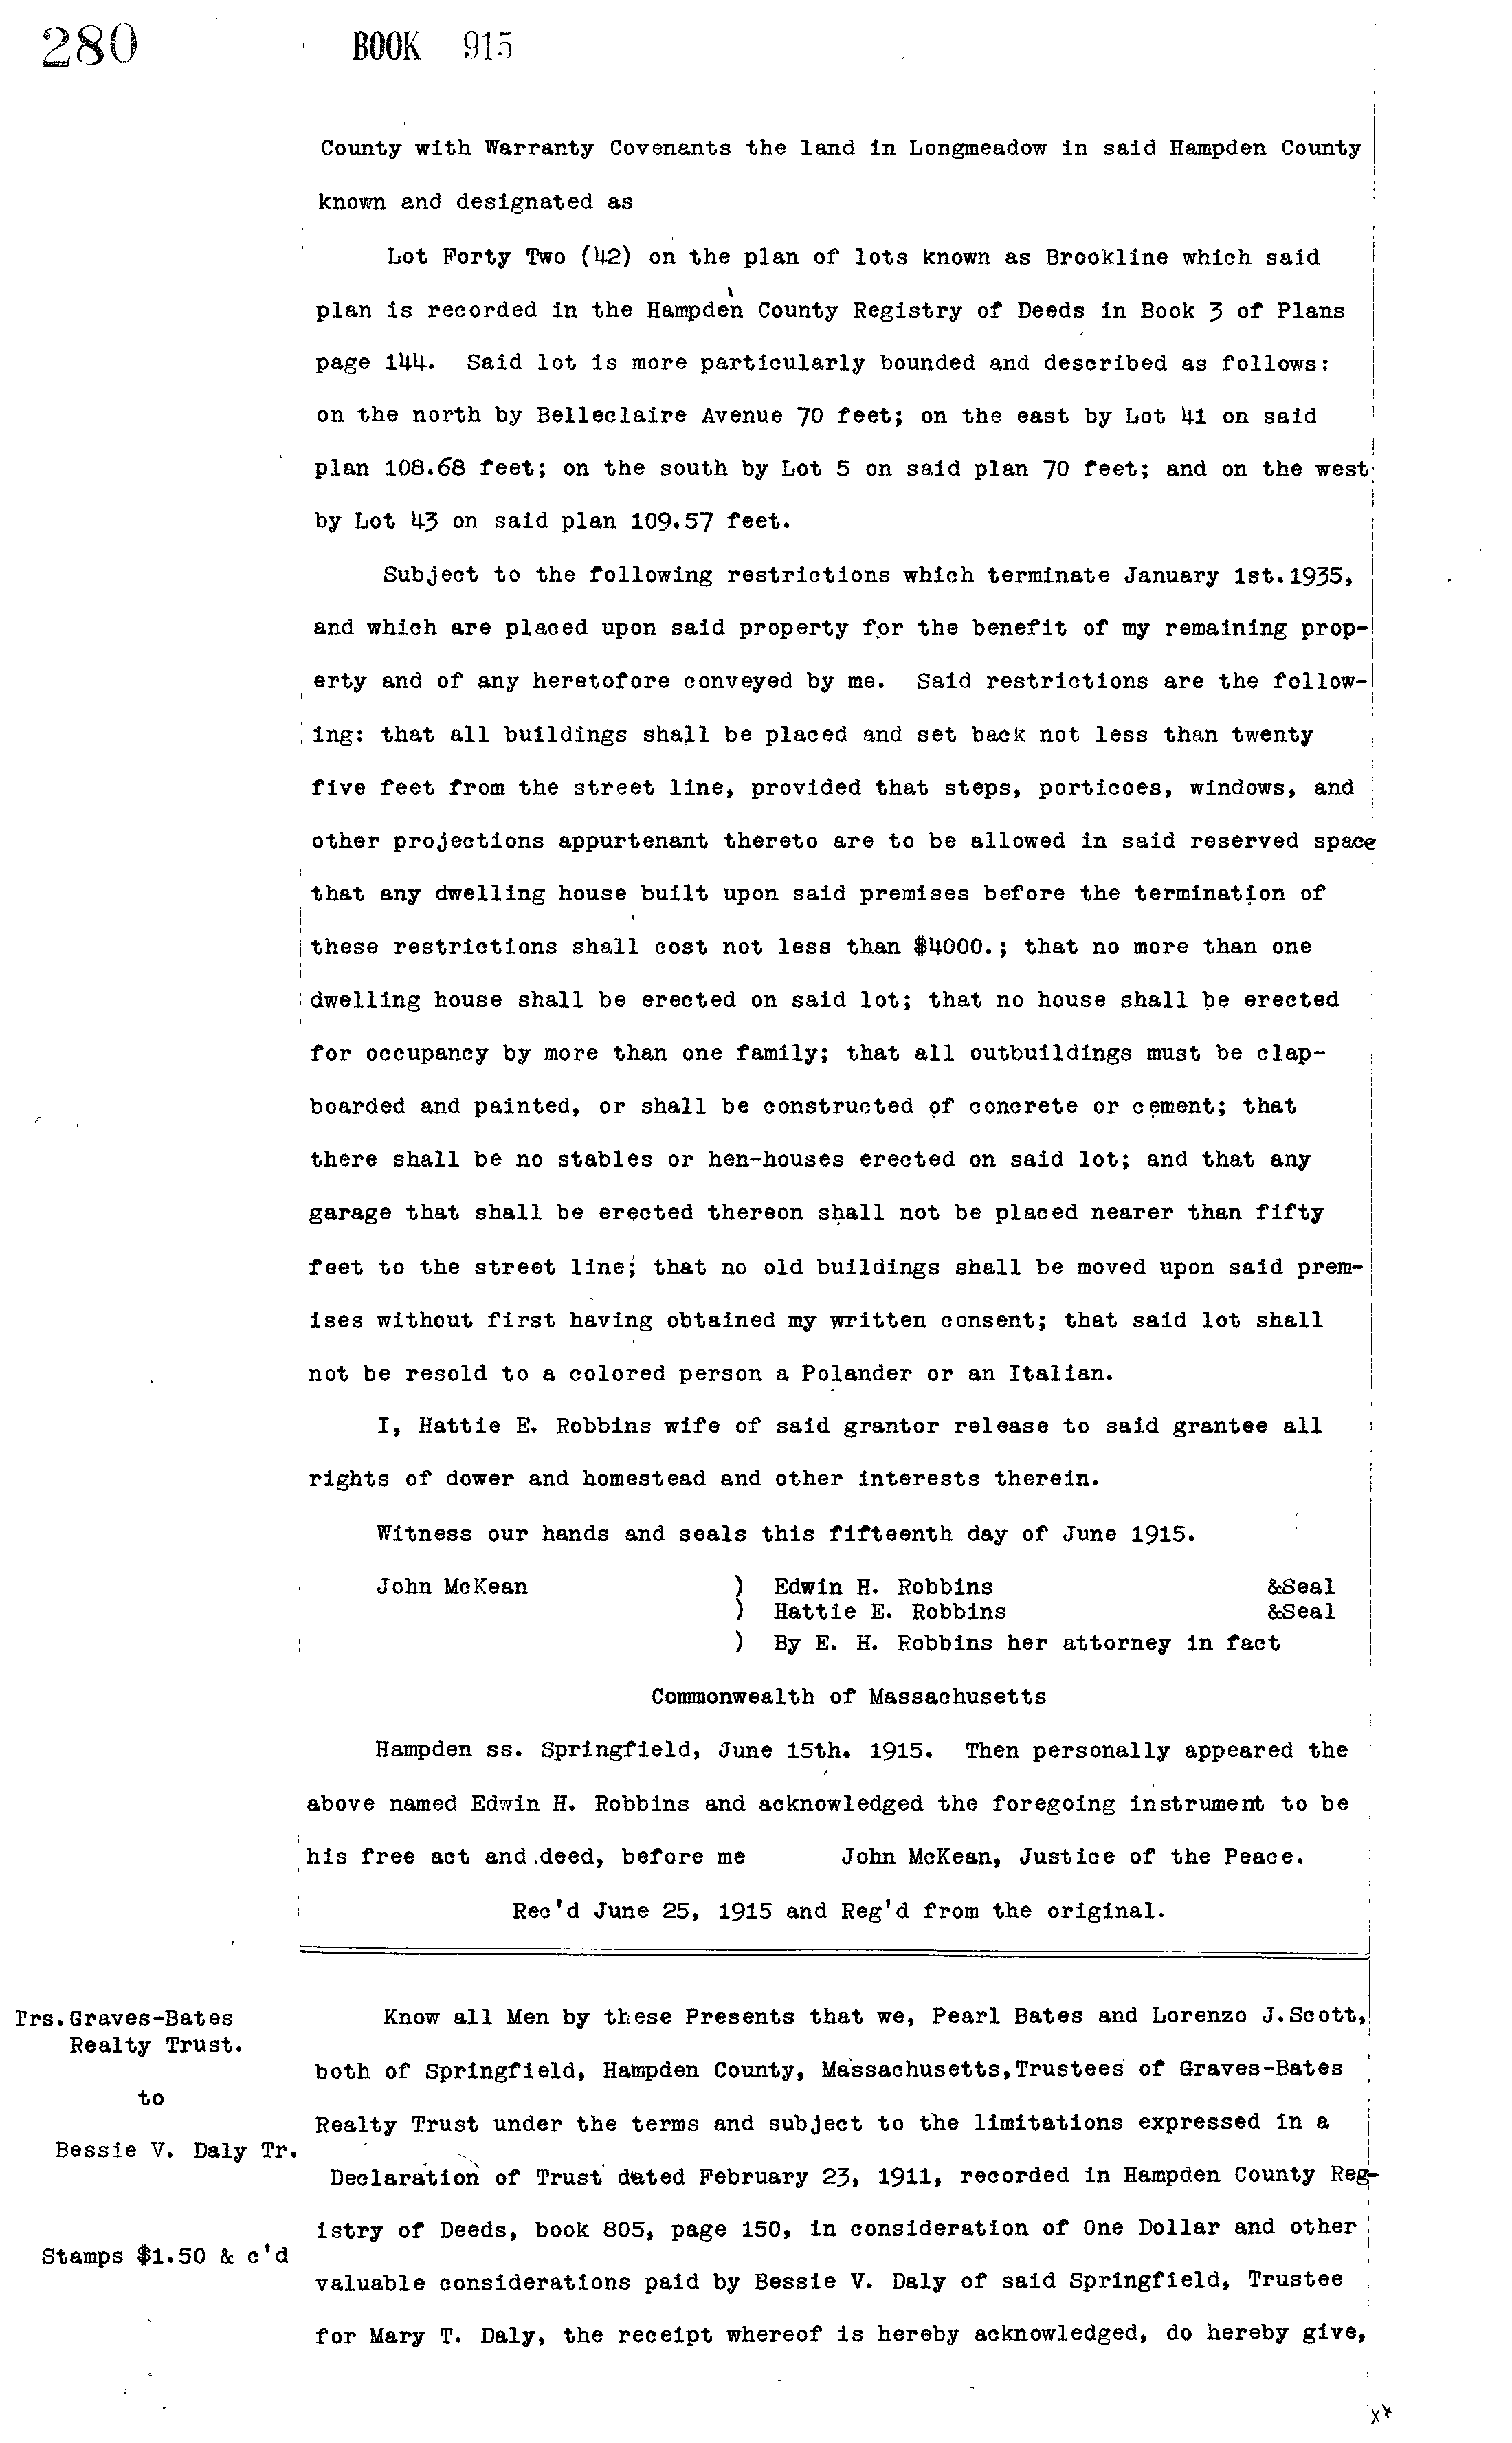 280 BOOK 915
County with Warranty Covenants the land in Longmeadow in said Hampden County
known and designated as
Lot Forty Two (42) on the plan of lots known as Brookline which said
plan is recorded in the Hampden County Registry of Deeds in Book 3 of Plans
page 144. Said lot is more particularly bounded and described as follows:
on the north by Belleclaire Avenue 70 feet; on the east by Lot 41 on said
plan 108.68 feet; on the south by Lot 5 on said plan 70 feet; and on the west
by Lot 43 on said plan 109.57 feet.
Subject to the following restrictions which terminate January 1st.1935,
and which are placed upon said property for the benefit of my remaining prop-
erty and of any heretofore conveyed by me. Said restrictions are the follow-
ing: that all buildings shall be placed and set back not less than twenty
five feet from the street line, provided that steps, porticoes, windows, and
other projections appurtenant thereto are to be allowed in said reserved space
that any dwelling house built upon said premises before the termination of
these restrictions shall cost not less than $4000.; that no more than one
dwelling house shall be erected on said lot; that no house shall be erected
for occupancy by more than one family; that all outbuildings must be clap-
boarded and painted, or shall be constructed of concrete or cement; that
there shall be no stables or hen-houses erected on said lot; and that any
garage that shall be erected thereon shall not be placed nearer than fifty
feet to the street line; that no old buildings shall be moved upon said prem-
ises without first having obtained my written consent; that said lot shall
not be resold to a colored person a Polander or an Italian.
I, Hattie E. Robbins wife of said grantor release to said grantee all
rights of dower and homestead and other interests therein.
Witness our hands and seals this fifteenth day of June 1915.
John McKean ) Edwin H. Robbins &Seal
) Hattie E. Robbins &Seal
) By E. H. Robbins her attorney in fact
Commonwealth of Massachusetts
Hampden ss. Springfield, June 15th. 1915. Then personally appeared the
above named Edwin H. Robbins and acknowledged the foregoing instrument to be
his free act and deed, before me John McKean, Justice of the Peace.
Rec'd June 25, 1915 and Reg'd from the original.
Trs.Graves-Bates
Realty Trust.
to
Bessie V. Daly Tr.
Stamps $1.50 & c'd
Know all Men by these Presents that we, Pearl Bates and Lorenzo J.Scott,
both of Springfield, Hampden County, Massachusetts,Trustees of Graves-Bates
Realty Trust under the terms and subject to the limitations expressed in a
Declaration of Trust dated February 23, 1911, recorded in Hampden County Reg-
istry of Deeds, book 805, page 150, in consideration of One Dollar and other
valuable considerations paid by Bessie V. Daly of said Springfield, Trustee
for Mary T. Daly, the receipt whereof is hereby acknowledged, do hereby give,
xx